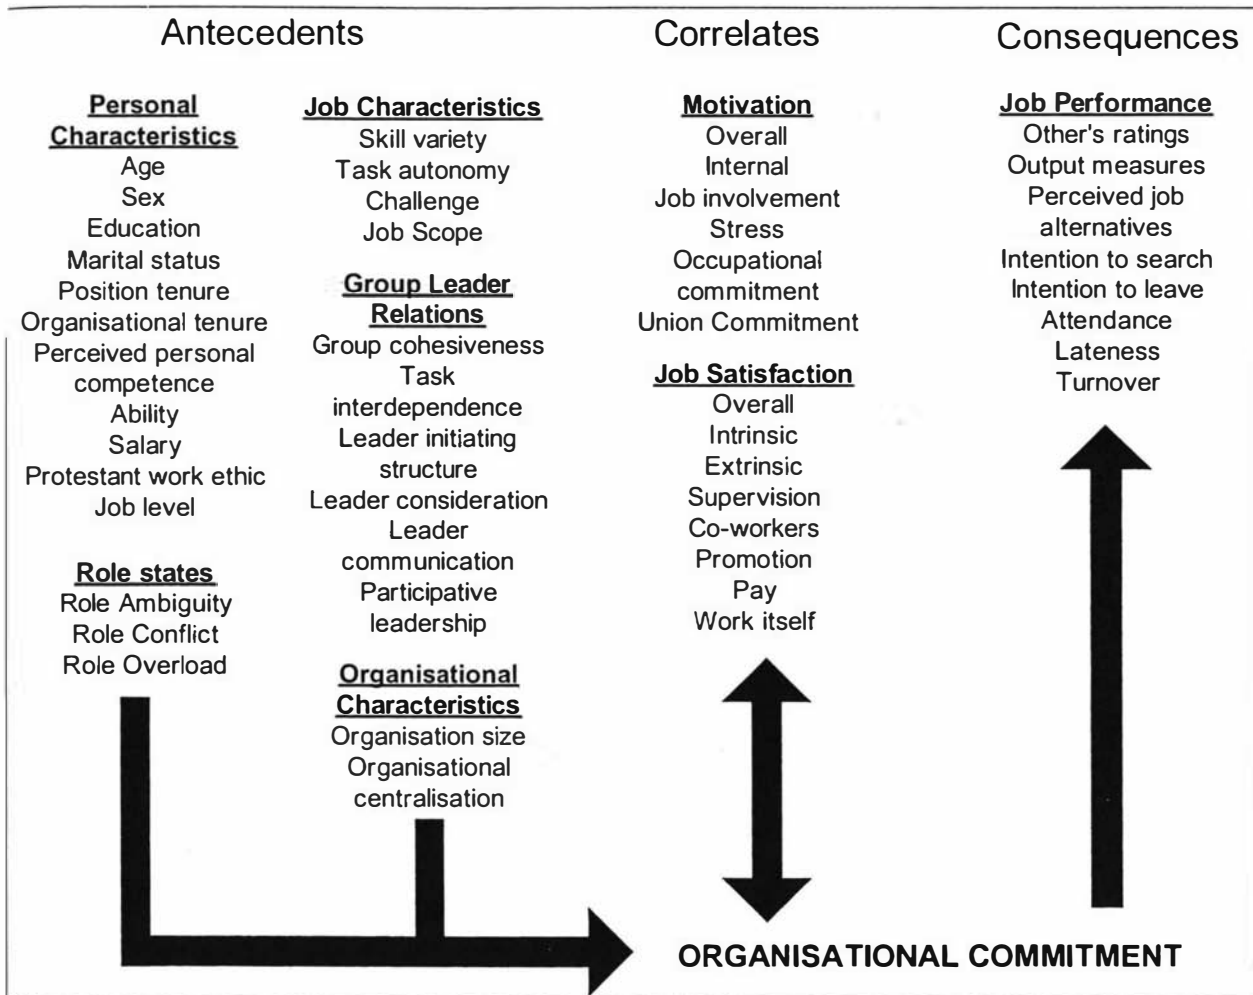 Antecedents
Personal
Characteristics
Age
Sex
Education
Marital status
Position tenure
Organisational tenure
Perceived personal
competence
Ability
Salary
Protestant work ethic
Job level
Role states
Role Ambiguity
Role Conflict
Role Overload
Job Characteristics
Skill variety
Task autonomy
Challenge
Job Scope
Group Leader
Relations
Group cohesiveness
Task
interdependence
Leader initiating
structure
Leader consideration
Leader
communication
Participative
leadership
Organisational
Characteristics
Organisation size
Organisational
centralisation
Correlates
Motivation
Overall
Internal
Job involvement
Stress
Occupational
commitment
Union Commitment
Job Satisfaction
Overall
Intrinsic
Extrinsic
Supervision
Co-workers
Promotion
Pay
Work itself
Consequences
Job Performance
Other's ratings
Output measures
Perceived job
alternatives
Intention to search
Intention to leave
Attendance
Lateness
Turnover
ORGANISATIONAL COMMITMENT